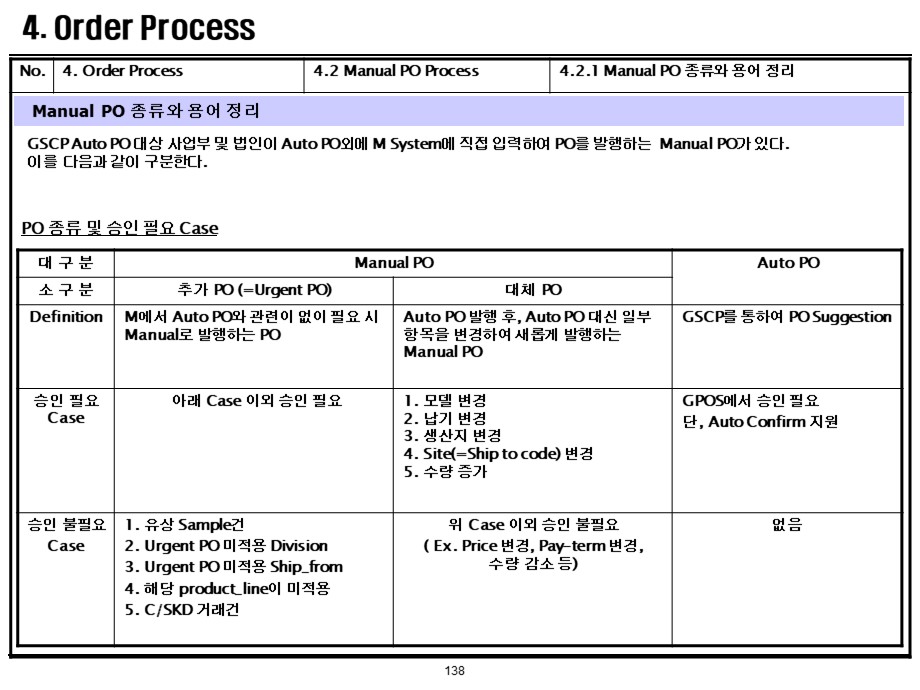 4. Order Process
No. 4. Order Process 4.2 Manual PO Process 4.2.1 Manual PO 종류와 용어 정리
Manual PO 종류와 용어 정리
GSCP Auto PO 대상 사업부 및 법인이 Auto PO외에 M System에 직접 입력하여 PO를 발행하는 Manual PO가 있다.
이를 다음과 같이 구분한다.
PO 종류 및 승인 필요 Case
대 구 분 Manual PO Auto PO
소 구 분 추가 PO (=Urgent PO) 대체 PO
Definition
M에서 Auto PO와 관련이 없이 필요 시
Manual로 발행하는 PO
Auto PO 발행 후, Auto PO 대신 일부
항목을 변경하여 새롭게 발행하는
Manual PO
GSCP를 통하여 PO Suggestion
승인 필요
Case
아래 Case 이외 승인 필요
1. 모델 변경
2. 납기 변경
3. 생산지 변경
4. Site(=Ship to code) 변경
5. 수량 증가
GPOS에서 승인 필요
단, Auto Confirm 지원
승인 불필요
Case
1. 유상 Sample건
2. Urgent PO 미적용 Division
3. Urgent PO 미적용 Ship_from
4. 해당 product_line이 미적용
5. C/SKD 거래건
위 Case 이외 승인 불필요
( Ex. Price 변경, Pay-term 변경,
수량 감소 등)
없음
138